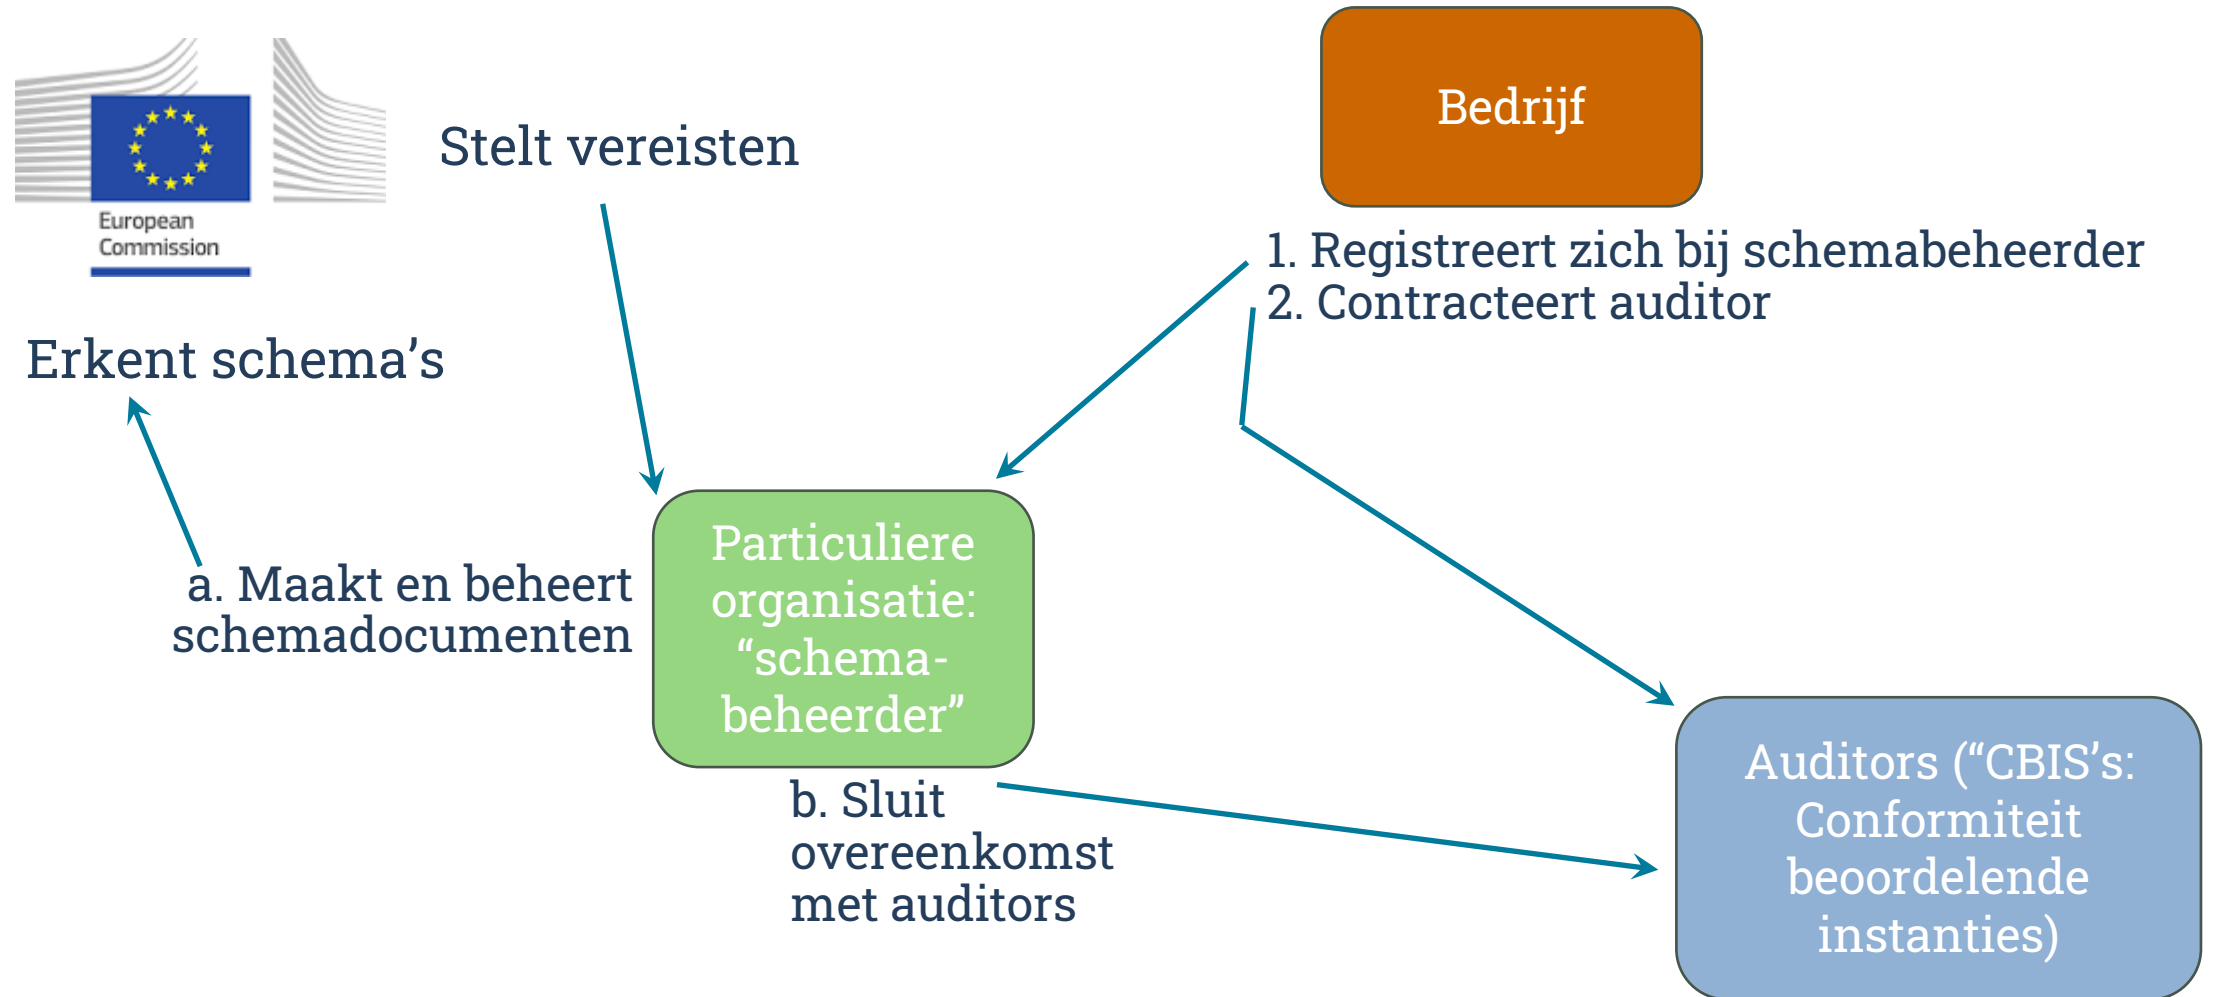 European
Commission
Stelt vereisten
Erkent schema’s
Bedrijf
1. Registreert zich bij schemabeheerder
2. Contracteert auditor
a. Maakt en beheert
schemadocumenten
Particuliere
organisatie:
“schema-
beheerder”
b. Sluit
overeenkomst
met auditors
Auditors (“CBIS’s:
Conformiteit
beoordelende
instanties)